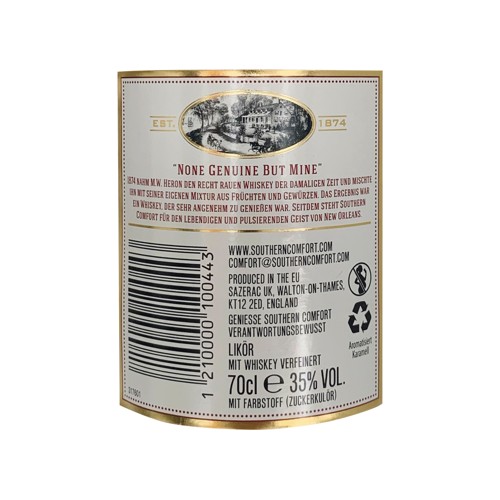 EST. 1874
"NONE GENUINE BUT MINE"
1874 NAHM M.W. HERON DEN RECHT RAUEN WHISKEY DER DAMALIGEN ZEIT UND MISCHTE
IHN MIT SEINER EIGENEN MIXTUR AUS FRÜCHTEN UND GEWÜRZEN. DAS ERGEBNIS WAR
EIN WHISKEY, DER SEHR ANGENEHM ZU GENIESSEN WAR. SEITDEM STEHT SOUTHERN
COMFORT FÜR DEN LEBENDIGEN UND PULSIERENDEN GEIST VON NEW ORLEANS.
WWW.SOUTHERNCOMFORT.COM
COMFORT@SOUTHERNCOMFORT.COM
PRODUCED IN THE EU
SAZERAC UK, WALTON-ON-THAMES,
KT12 2ED, ENGLAND
GENIESSE SOUTHERN COMFORT
VERANTWORTUNGSBEWUSST
LIKÖR
MIT WHISKEY VERFEINERT
70cl e 35% VOL.
MIT FARBSTOFF (ZUCKERKULÖR)
Aromatisiert
Karamell
1 210000 100443